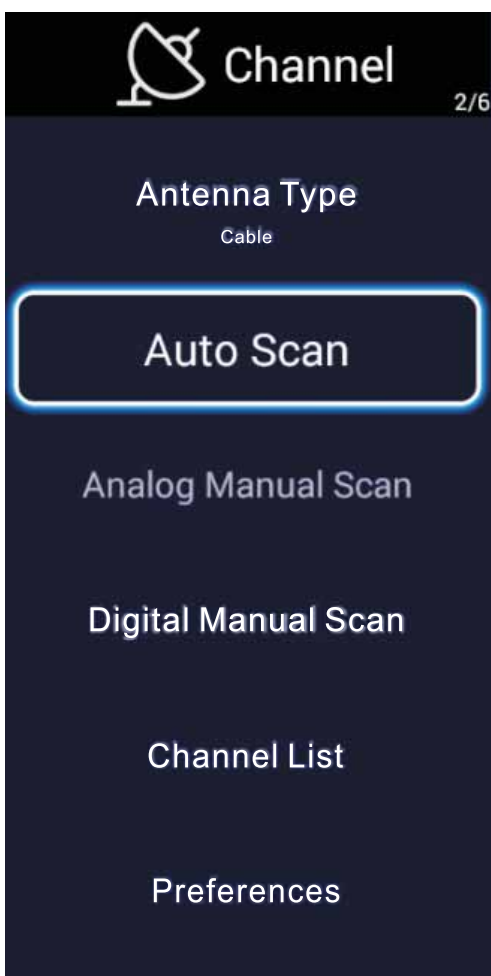 Channel
2/6
Antenna Type
Cable
Auto Scan
Analog Manual Scan
Digital Manual Scan
Channel List
Preferences